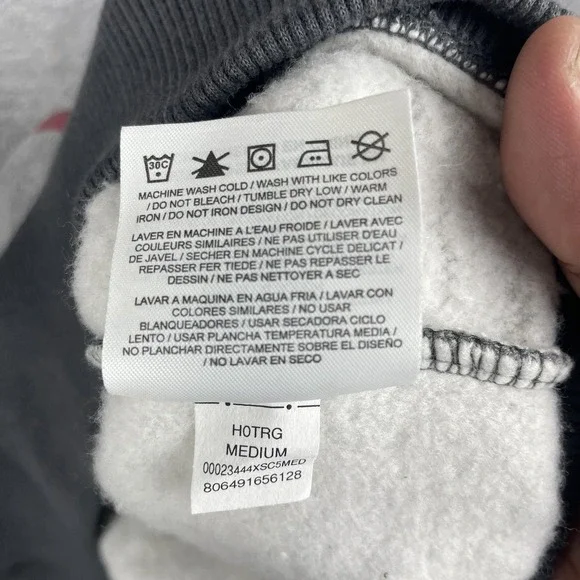 30C
MACHINE WASH COLD / WASH WITH LIKE COLORS
/ DO NOT BLEACH / TUMBLE DRY LOW / WARM
IRON / DO NOT IRON DESIGN / DO NOT DRY CLEAN
LAVER EN MACHINE A L'EAU FROIDE / LAVER AVEC
COULEURS SIMILAIRES / NE PAS UTILISER D'EAU
DE JAVEL / SECHER EN MACHINE CYCLE DELICAT /
REPASSER FER TIEDE / NE PAS REPASSER LE
DESSIN / NE PAS NETTOYER A SEC
LAVAR A MAQUINA EN AGUA FRIA / LAVAR CON
COLORES SIMILARES / NO USAR
BLANQUEADORES / USAR SECADORA CICLO
LENTO / USAR PLANCHA TEMPERATURA MEDIA /
NO PLANCHAR DIRECTAMENTE SOBRE EL DISEÑO
/ NO LAVAR EN SECO
H0TRG
MEDIUM
00023444XSC5MED
806491656128